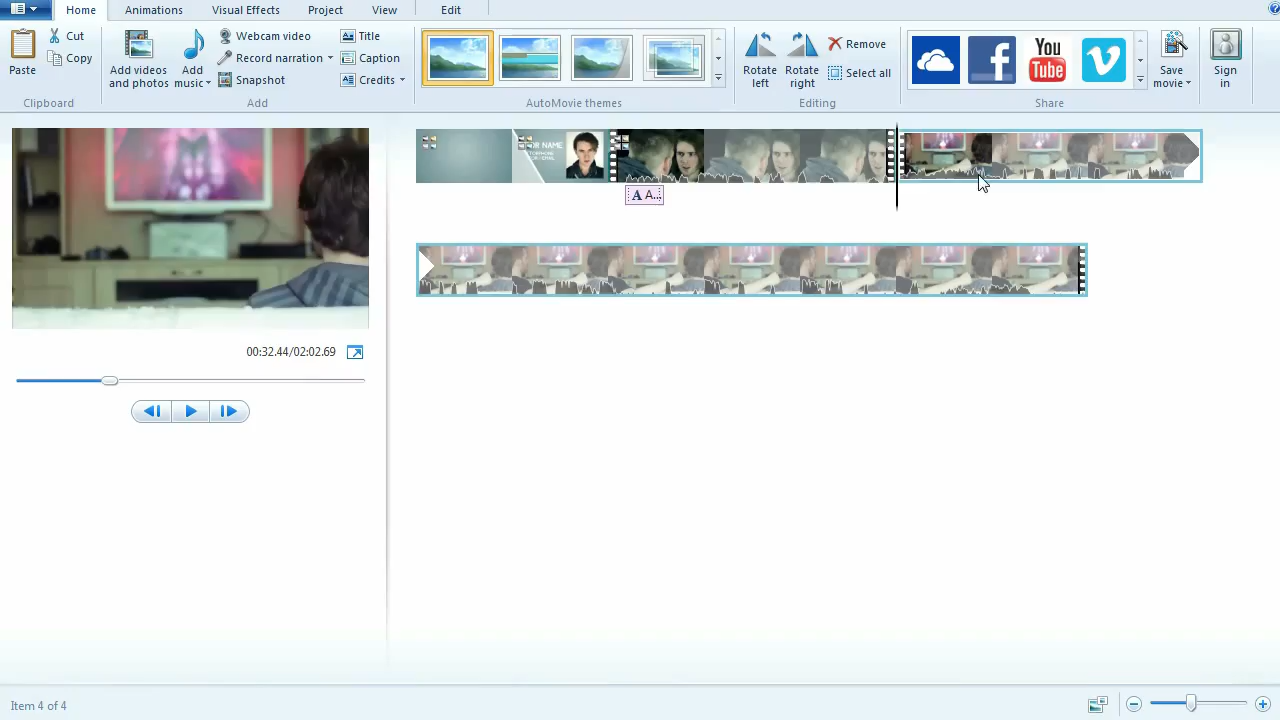 Home Animations Visual Effects Project View Edit
Paste
Cut
Copy
Clipboard
Add videos
and photos
Add
music
Webcam video
Record narration
Snapshot
Title
Caption
Credits
Add
AutoMovie themes
Rotate
left
Rotate
right
Remove
Select all
Editing
You
Tube
Share
Save
movie
Sign
in
OR NAME
A...
00:32.44/02:02.69
Item 4 of 4